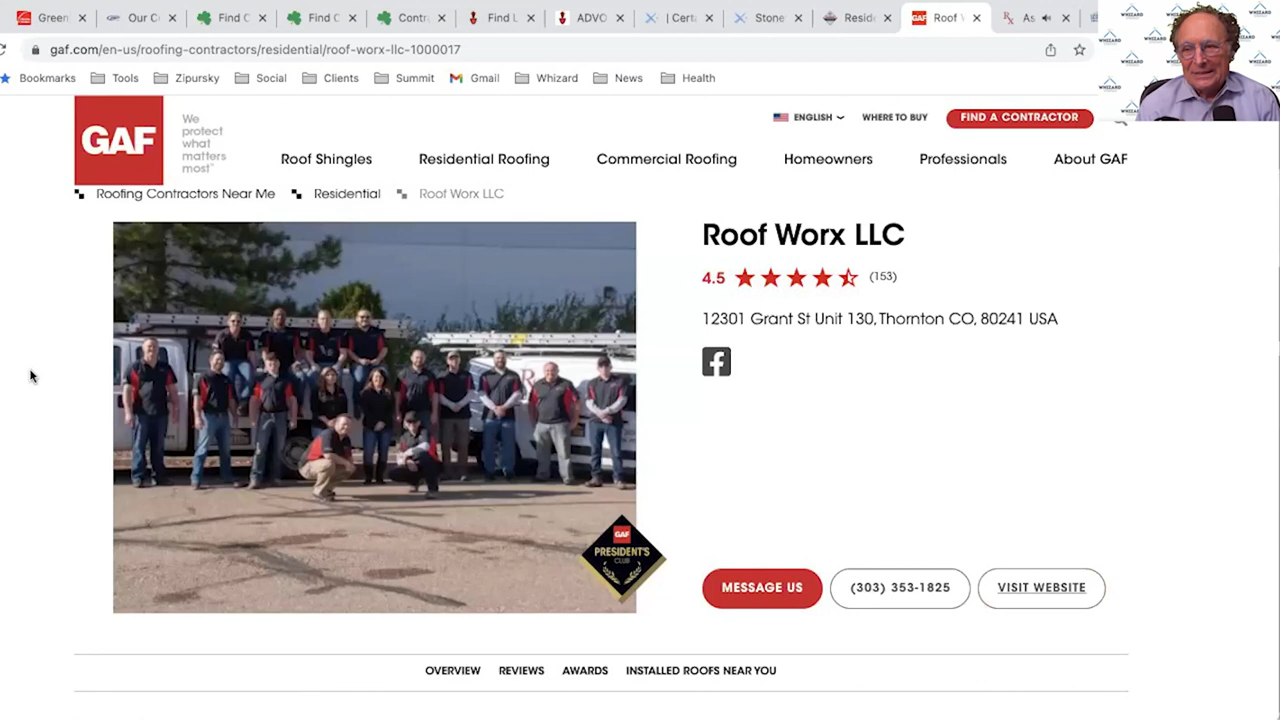 Green
Our C
Find C
Find C
Contr
Find L
ADVO
| Certa
Stone
Resid
Roof V
As
gaf.com/en-us/roofing-contractors/residential/roof-worx-llc-1000017
Bookmarks Tools Zipursky Social Clients Summit Gmail Whizard News Health
WHIZARD
GAF
We
protect
what
matters
most™
ENGLISH WHERE TO BUY FIND A CONTRACTOR
Roof Shingles Residential Roofing Commercial Roofing Homeowners Professionals About GAF
Roofing Contractors Near Me Residential Roof Worx LLC
Roof Worx LLC
4.5 (153)
12301 Grant St Unit 130, Thornton CO, 80241 USA
GAF
PRESIDENT'S
CLUB
MESSAGE US (303) 353-1825 VISIT WEBSITE
OVERVIEW REVIEWS AWARDS INSTALLED ROOFS NEAR YOU